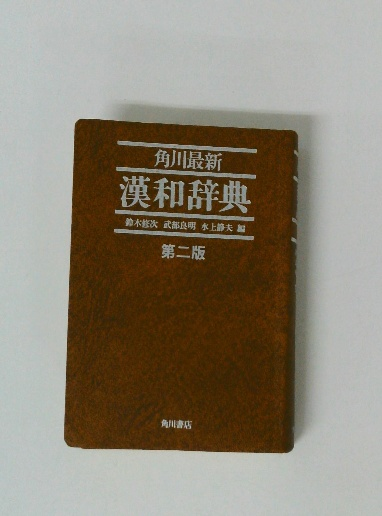 角川最新
漢和辞典
鈴木修次 武部良明 水上静夫 編
第二版
角川書店